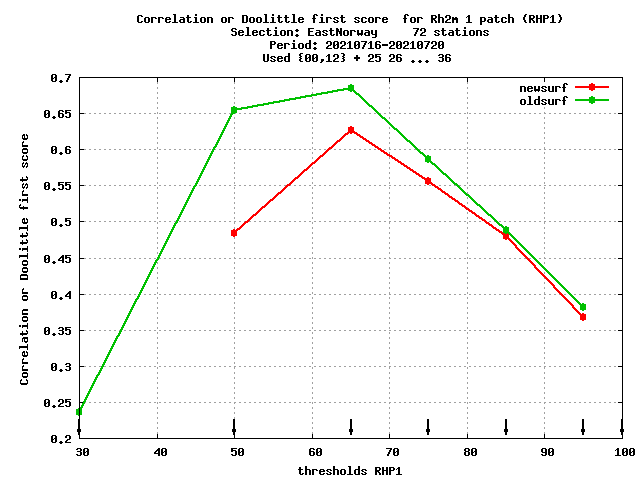 Correlation or Doolittle first score  for Rh2m 1 patch (RHP1)
Selection: EastNorway     72 stations
Period: 20210716-20210720
Used {00,12} + 25 26 ... 36
newsurf
oldsurf
Correlation or Doolittle first score
0.7
0.65
0.6
0.55
0.5
0.45
0.4
0.35
0.3
0.25
0.2
30 40 50 60 70 80 90 100
thresholds RHP1